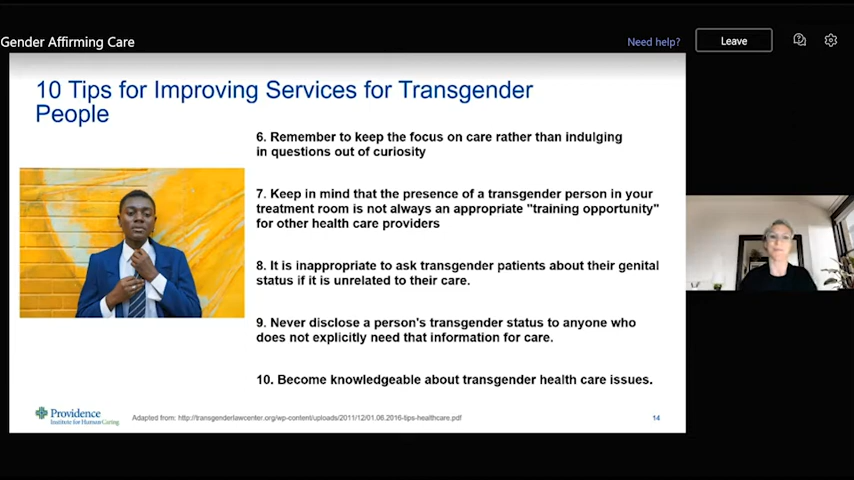 Gender Affirming Care
Need help?
Leave
10 Tips for Improving Services for Transgender
People
6. Remember to keep the focus on care rather than indulging
in questions out of curiosity
7. Keep in mind that the presence of a transgender person in your
treatment room is not always an appropriate "training opportunity"
for other health care providers
8. It is inappropriate to ask transgender patients about their genital
status if it is unrelated to their care.
9. Never disclose a person's transgender status to anyone who
does not explicitly need that information for care.
10. Become knowledgeable about transgender health care issues.
Providence
Institute for Human Caring
Adapted from: http://transgenderlawcenter.org/wp-content/uploads/2011/12/01.06.2016-tips-healthcare.pdf
14